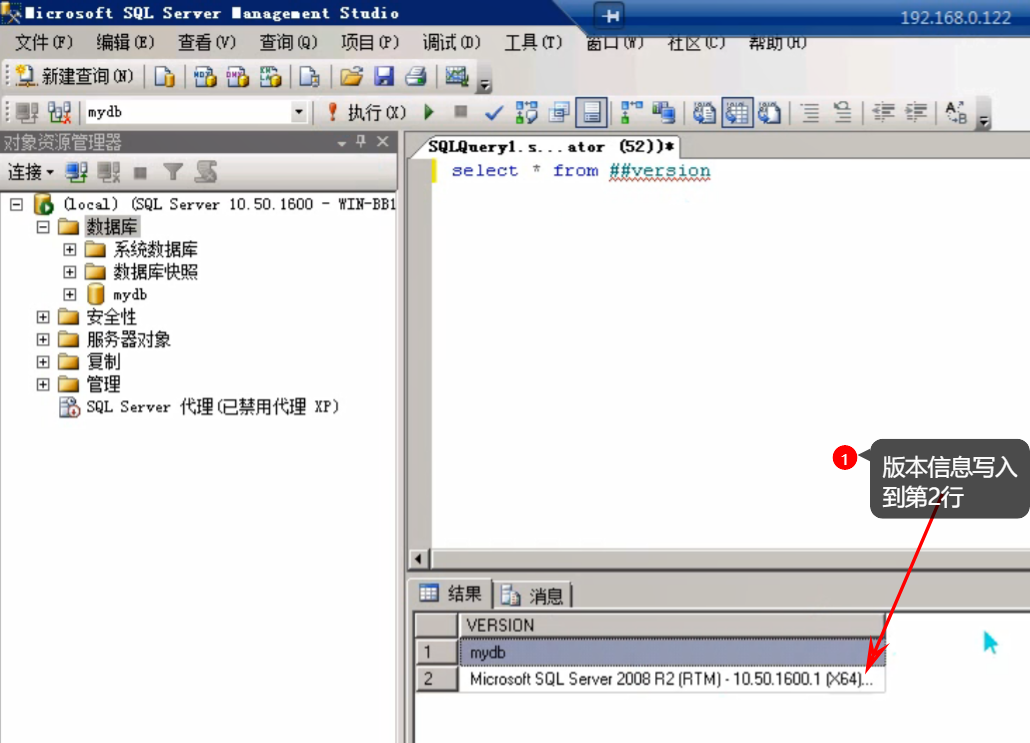 Microsoft SQL Server Management Studio
192.168.0.122
文件(F) 编辑(E) 查看(V) 查询(Q) 项目(P) 调试(D) 工具(T) 窗口(W) 社区(C) 帮助(H)
新建查询(N)
mydb 执行(X)
对象资源管理器
SQLQuery1.s...ator (52))*
连接
select * from ##version
(local) (SQL Server 10.50.1600 - WIN-BB1
数据库
系统数据库
数据库快照
mydb
安全性
服务器对象
复制
管理
SQL Server 代理(已禁用代理 XP)
1
版本信息写入
到第2行
结果 消息
VERSION
1 mydb
2 Microsoft SQL Server 2008 R2 (RTM) - 10.50.1600.1 (X64)...